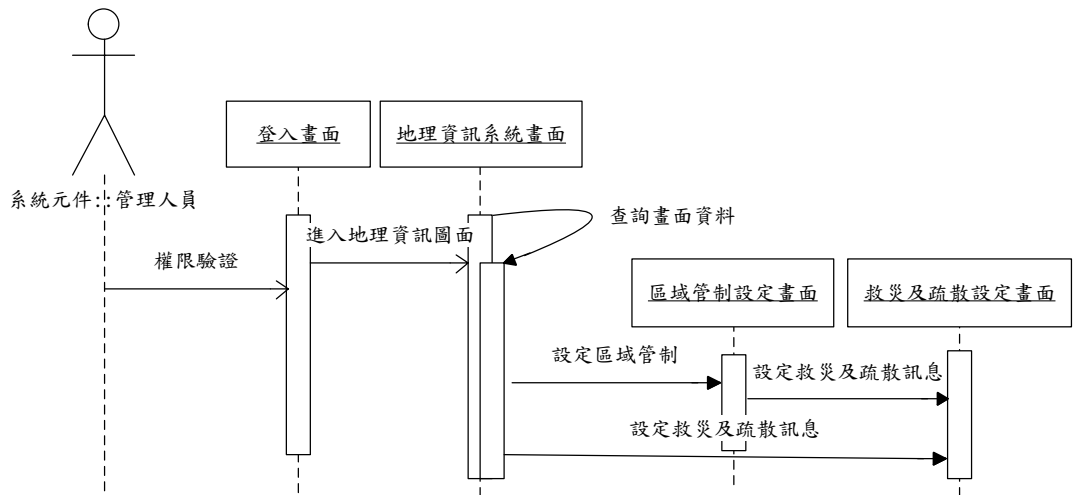 登入畫面
地理資訊系統畫面
系統元件::管理人員
查詢畫面資料
進入地理資訊圖面
權限驗證
區域管制設定畫面
救災及疏散設定畫面
設定區域管制
設定救災及疏散訊息
設定救災及疏散訊息